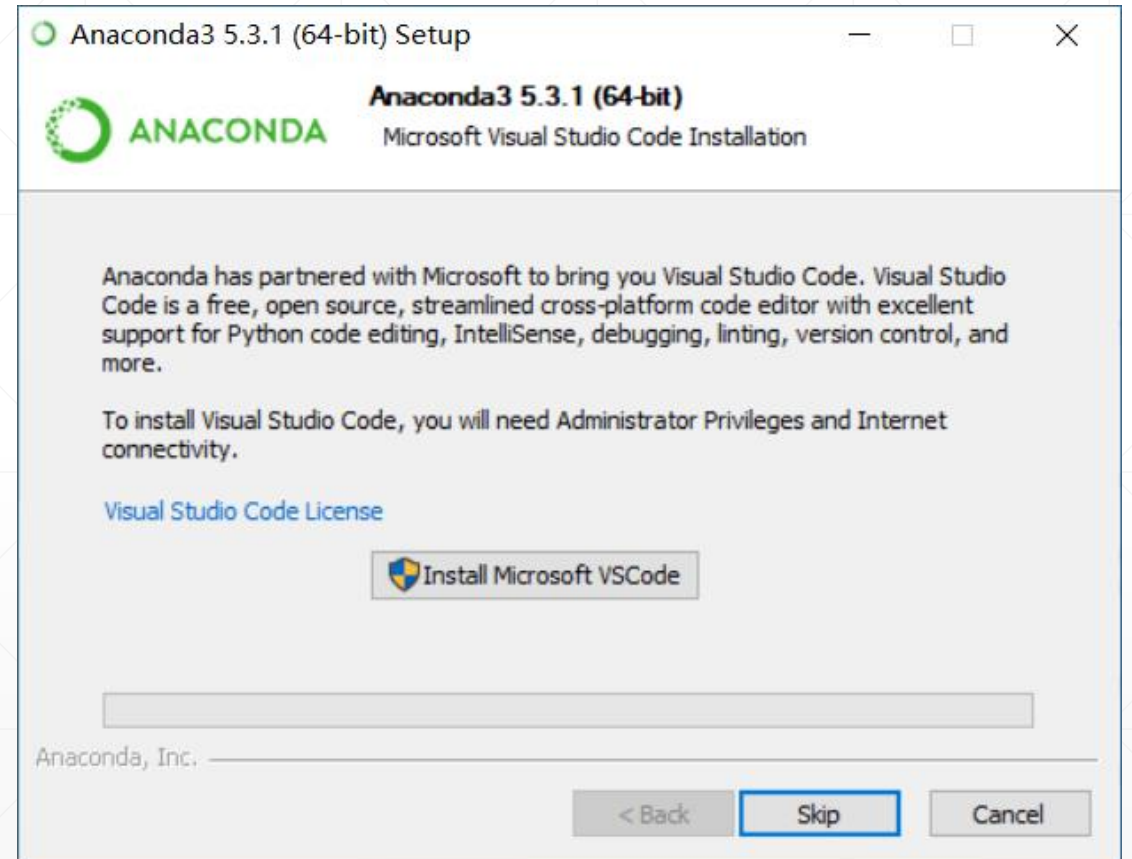 Anaconda3 5.3.1 (64-bit) Setup
Anaconda3 5.3.1 (64-bit)
ANACONDA
Microsoft Visual Studio Code Installation
Anaconda has partnered with Microsoft to bring you Visual Studio Code. Visual Studio
Code is a free, open source, streamlined cross-platform code editor with excellent
support for Python code editing, IntelliSense, debugging, linting, version control, and
more.
To install Visual Studio Code, you will need Administrator Privileges and Internet
connectivity.
Visual Studio Code License
Install Microsoft VSCode
Anaconda, Inc.
< Back
Skip
Cancel